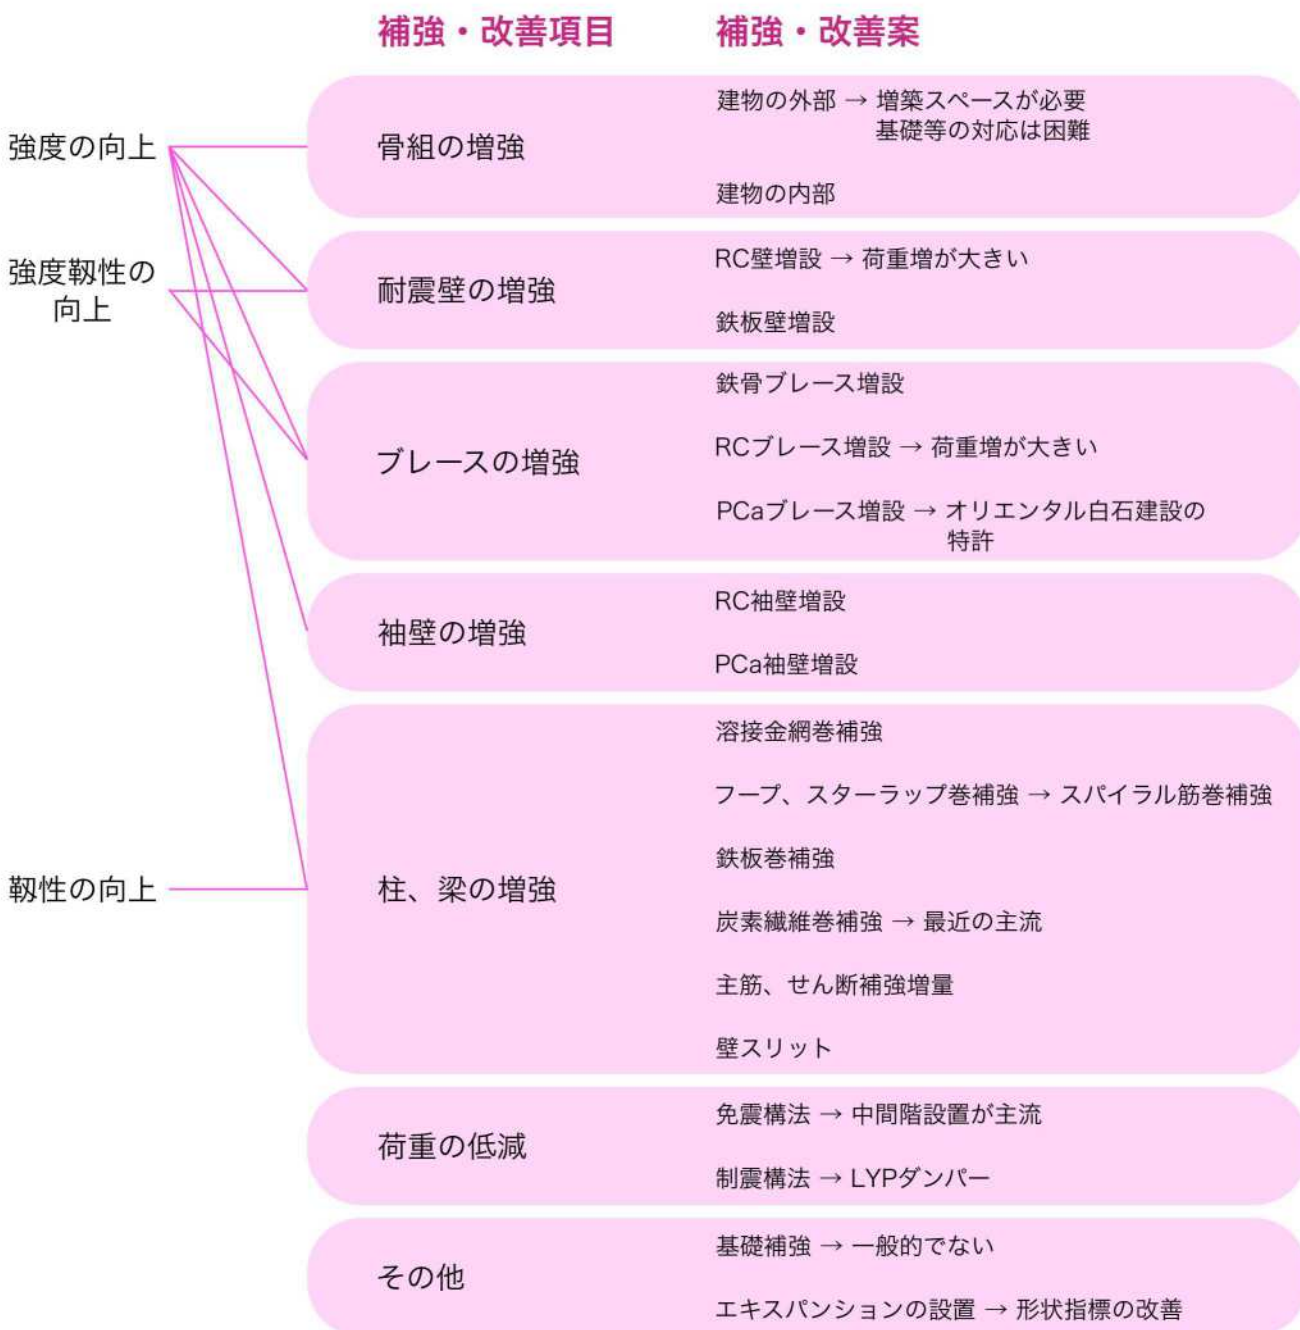 補強・改善項目
補強・改善案
強度の向上
強度靱性の
向上
靱性の向上
骨組の増強
建物の外部 → 増築スペースが必要
基礎等の対応は困難
建物の内部
耐震壁の増強
RC壁増設 → 荷重増が大きい
鉄板壁増設
ブレースの増強
鉄骨ブレース増設
RCブレース増設 → 荷重増が大きい
PCaブレース増設 → オリエンタル白石建設の
特許
袖壁の増強
RC袖壁増設
PCa袖壁増設
柱、梁の増強
溶接金網巻補強
フープ、スターラップ巻補強 → スパイラル筋巻補強
鉄板巻補強
炭素繊維巻補強 → 最近の主流
主筋、せん断補強増量
壁スリット
荷重の低減
免震構法 → 中間階設置が主流
制震構法 → LYPダンパー
その他
基礎補強 → 一般的でない
エキスパンションの設置 → 形状指標の改善